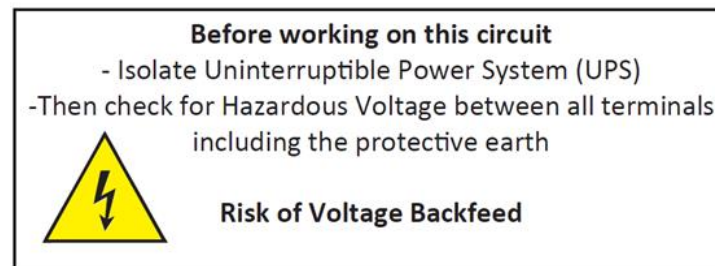 Before working on this circuit
- Isolate Uninterruptible Power System (UPS)
-Then check for Hazardous Voltage between all terminals
including the protective earth
Risk of Voltage Backfeed